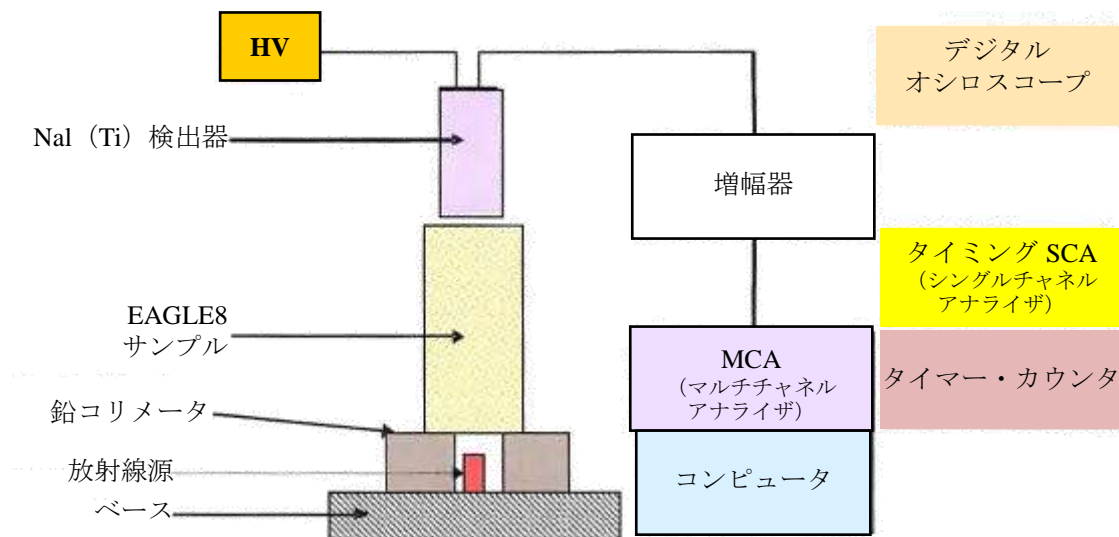 HV
デジタル
オシロスコープ
NaI（Ti）検出器
増幅器
タイミング SCA
（シングルチャネル
アナライザ）
EAGLE8
サンプル
MCA
（マルチチャネル
アナライザ）
タイマー・カウンタ
鉛コリメータ
放射線源
コンピュータ
ベース